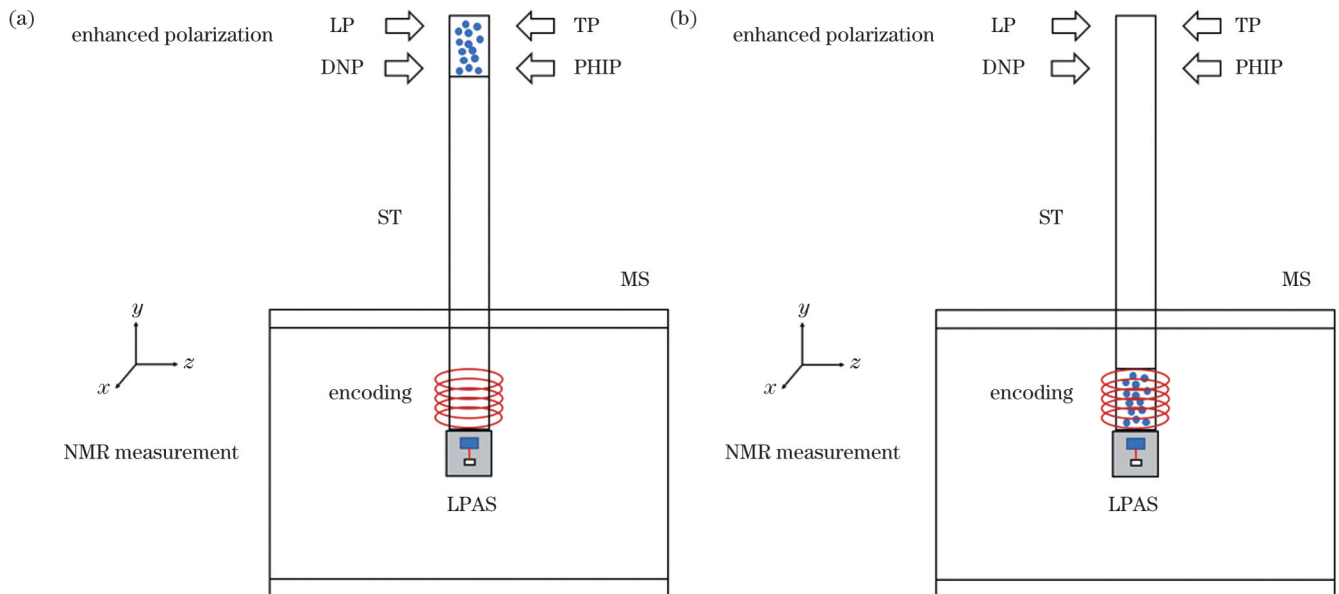 (a)
enhanced polarization
LP
TP
DNP
PHIP
ST
MS
y
z
x
encoding
NMR measurement
LPAS
(b)
enhanced polarization
LP
TP
DNP
PHIP
ST
MS
y
z
x
encoding
NMR measurement
LPAS